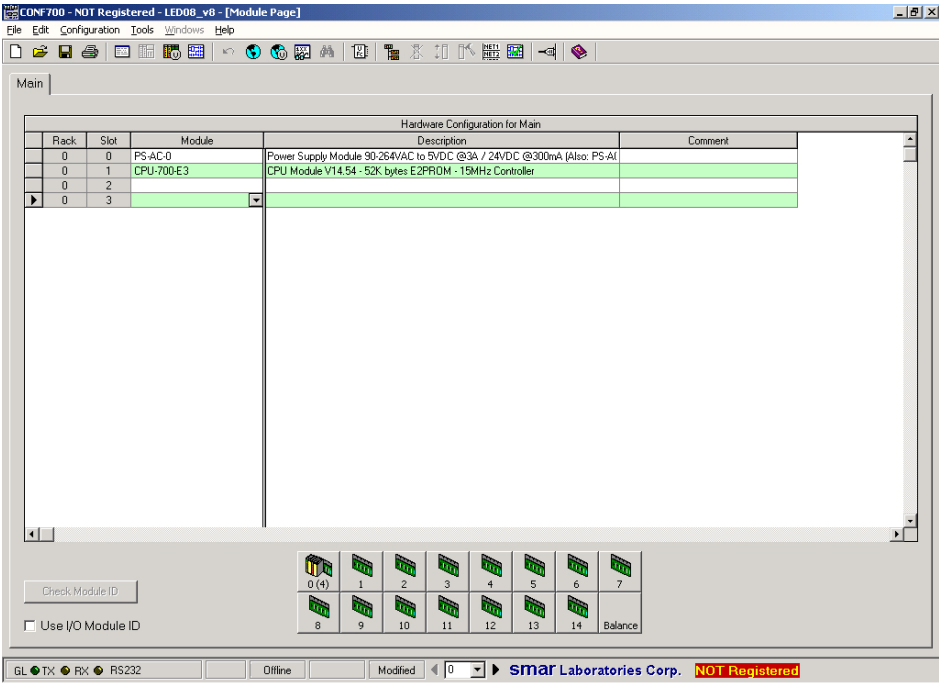 CONF700 - NOT Registered - LED08_v8 - [Module Page]
File Edit Configuration Tools Windows Help
Main
Hardware Configuration for Main
Rack Slot Module Description Comment
0 0 PS-AC-0 Power Supply Module 90-264VAC to 5VDC @3A / 24VDC @300mA (Also: PS-A(
0 1 CPU-700-E3 CPU Module V14.54 - 52K bytes E2PROM - 15MHz Controller
0 2
0 3
0 (4) 1 2 3 4 5 6 7
Check Module ID
8 9 10 11 12 13 14 Balance
Use I/O Module ID
GL TX RX RS232 Offline Modified 0 smar Laboratories Corp. NOT Registered